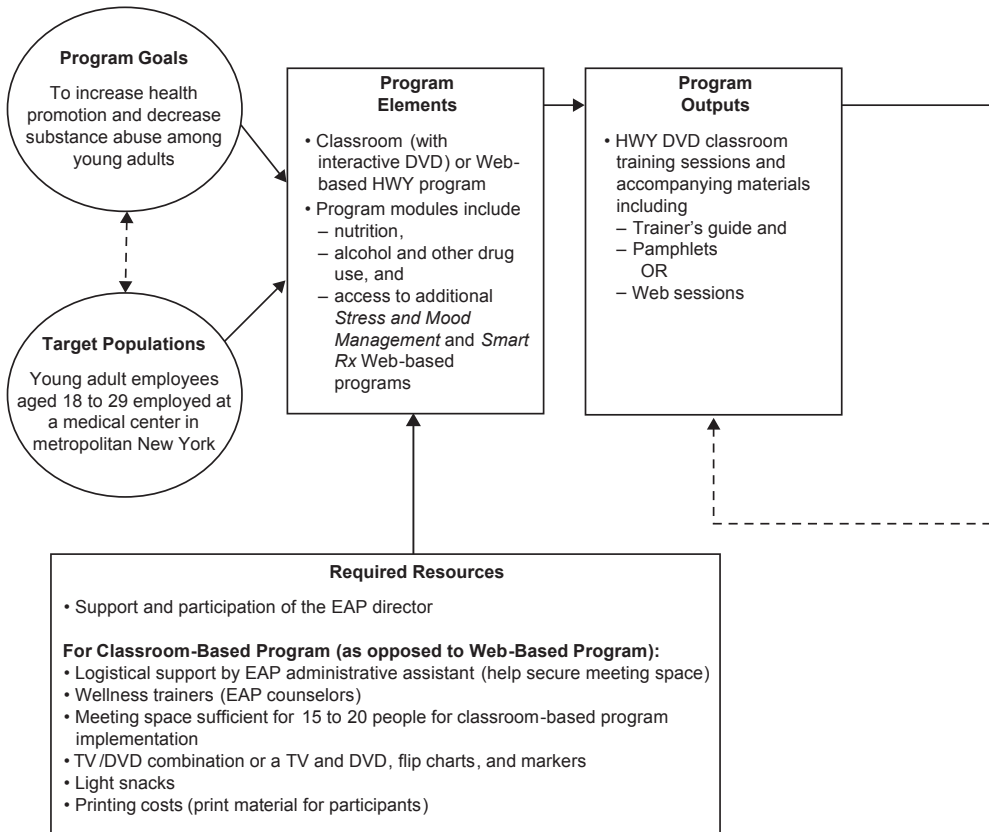 Program Goals
To increase health
promotion and decrease
substance abuse among
young adults
Target Populations
Young adult employees
aged 18 to 29 employed at
a medical center in
metropolitan New York
Program
Elements
• Classroom (with
interactive DVD) or Web-
based HWY program
• Program modules include
– nutrition,
– alcohol and other drug
use, and
– access to additional
Stress and Mood
Management and Smart
Rx Web-based
programs
Program
Outputs
• HWY DVD classroom
training sessions and
accompanying materials
including
– Trainer's guide and
– Pamphlets
OR
– Web sessions
Required Resources
• Support and participation of the EAP director
For Classroom-Based Program (as opposed to Web-Based Program):
• Logistical support by EAP administrative assistant (help secure meeting space)
• Wellness trainers (EAP counselors)
• Meeting space sufficient for 15 to 20 people for classroom-based program
implementation
• TV/DVD combination or a TV and DVD, flip charts, and markers
• Light snacks
• Printing costs (print material for participants)